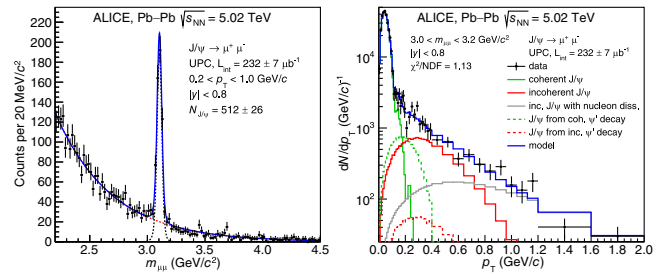 ALICE, Pb–Pb √sNN = 5.02 TeV
J/ψ → μ+ μ-
UPC, Lint = 232 ± 7 μb-1
0.2 < pT < 1.0 GeV/c
|y| < 0.8
NJ/ψ = 512 ± 26
Counts per 20 MeV/c2
220
200
180
160
140
120
100
80
60
40
20
0
2.5
3.0
3.5
4.0
4.5
mμμ (GeV/c2)
ALICE, Pb–Pb √sNN = 5.02 TeV
3.0 < mμμ < 3.2 GeV/c2
|y| < 0.8
χ2/NDF = 1.13
J/ψ → μ+ μ-
UPC, Lint = 232 ± 7 μb-1
data
coherent J/ψ
incoherent J/ψ
inc. J/ψ with nucleon diss.
J/ψ from coh. ψ' decay
J/ψ from inc. ψ' decay
model
dN/dpT (GeV/c)-1
104
103
102
0.0
0.2
0.4
0.6
0.8
1.0
1.2
1.4
1.6
1.8
2.0
pT (GeV/c)